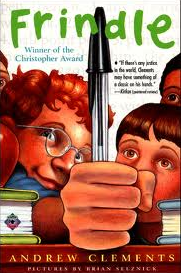 Frindle
Winner of the
Christopher Award
"If there's any justice
in the world, Clements
may have something of
a classic on his hands."
—Kirkus (pointered review)
ANDREW CLEMENTS
PICTURES BY BRIAN SELZNICK